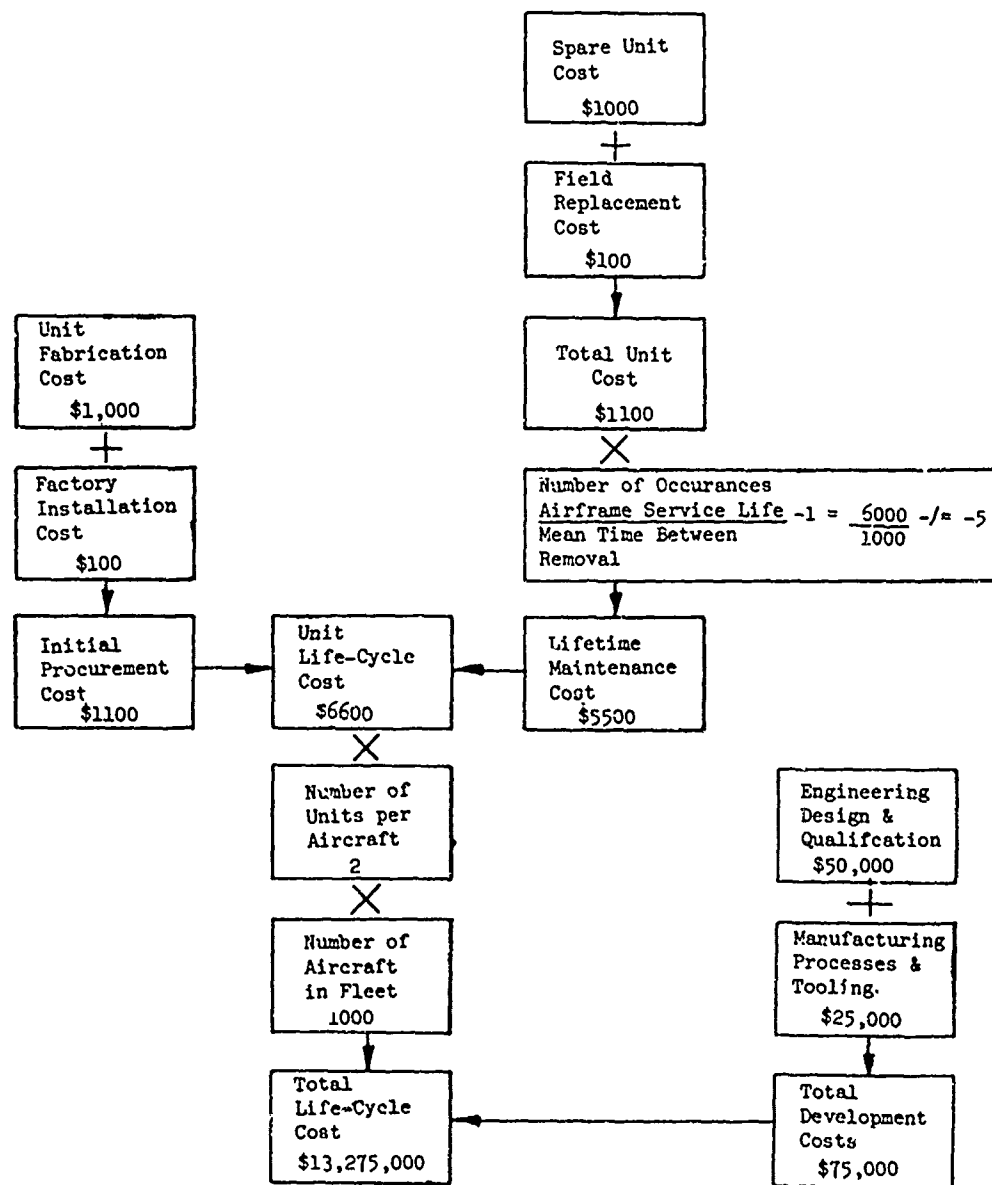 Spare Unit
Cost
$1000
+
Field
Replacement
Cost
$100
Total Unit
Cost
$1100
×
Number of Occurances
Airframe Service Life -1 = 6000 -/= -5
Mean Time Between 1000
Removal
Unit
Fabrication
Cost
$1,000
+
Factory
Installation
Cost
$100
Initial
Procurement
Cost
$1100
Unit
Life-Cycle
Cost
$6600
Lifetime
Maintenance
Cost
$5500
×
Number of
Units per
Aircraft
2
×
Number of
Aircraft
in Fleet
1000
Engineering
Design &
Qualifcation
$50,000
+
Manufacturing
Processes &
Tooling.
$25,000
Total
Life-Cycle
Cost
$13,275,000
Total
Development
Costs
$75,000